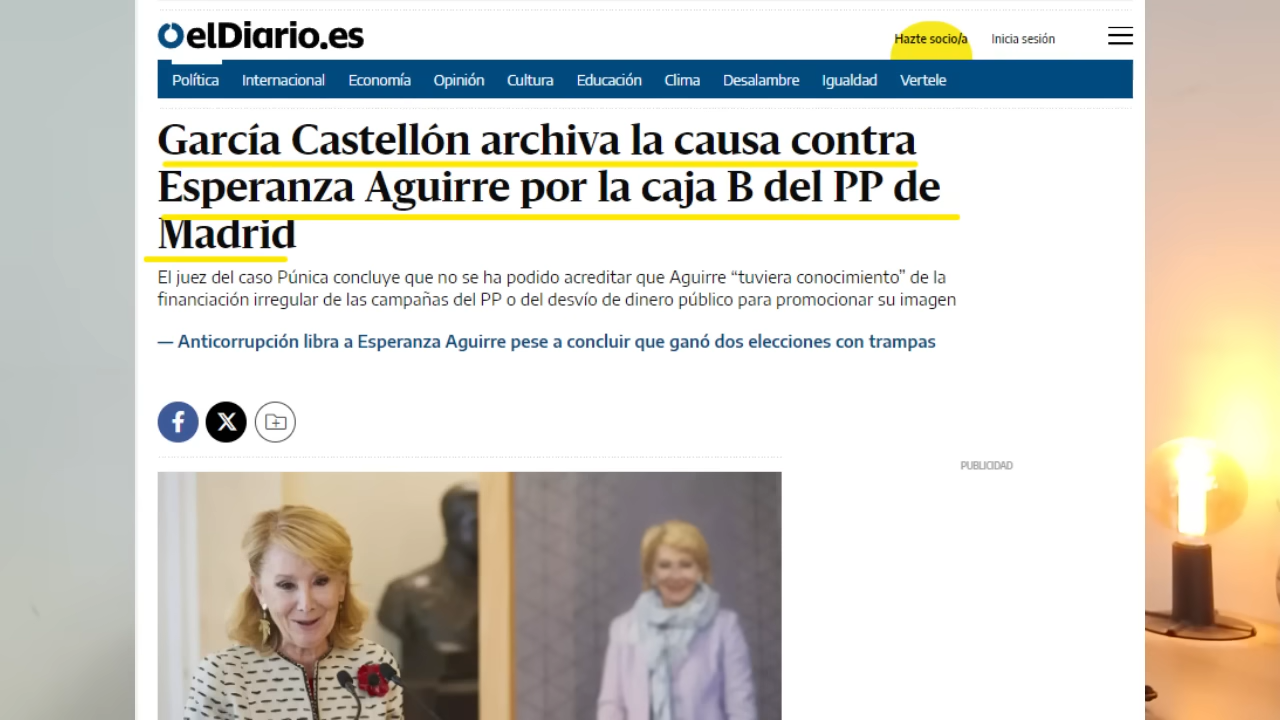 elDiario.es
Hazte socio/a
Inicia sesión
Política Internacional Economía Opinión Cultura Educación Clima Desalambre Igualdad Vertele
García Castellón archiva la causa contra
Esperanza Aguirre por la caja B del PP de
Madrid
El juez del caso Púnica concluye que no se ha podido acreditar que Aguirre “tuviera conocimiento” de la
financiación irregular de las campañas del PP o del desvío de dinero público para promocionar su imagen
— Anticorrupción libra a Esperanza Aguirre pese a concluir que ganó dos elecciones con trampas
PUBLICIDAD